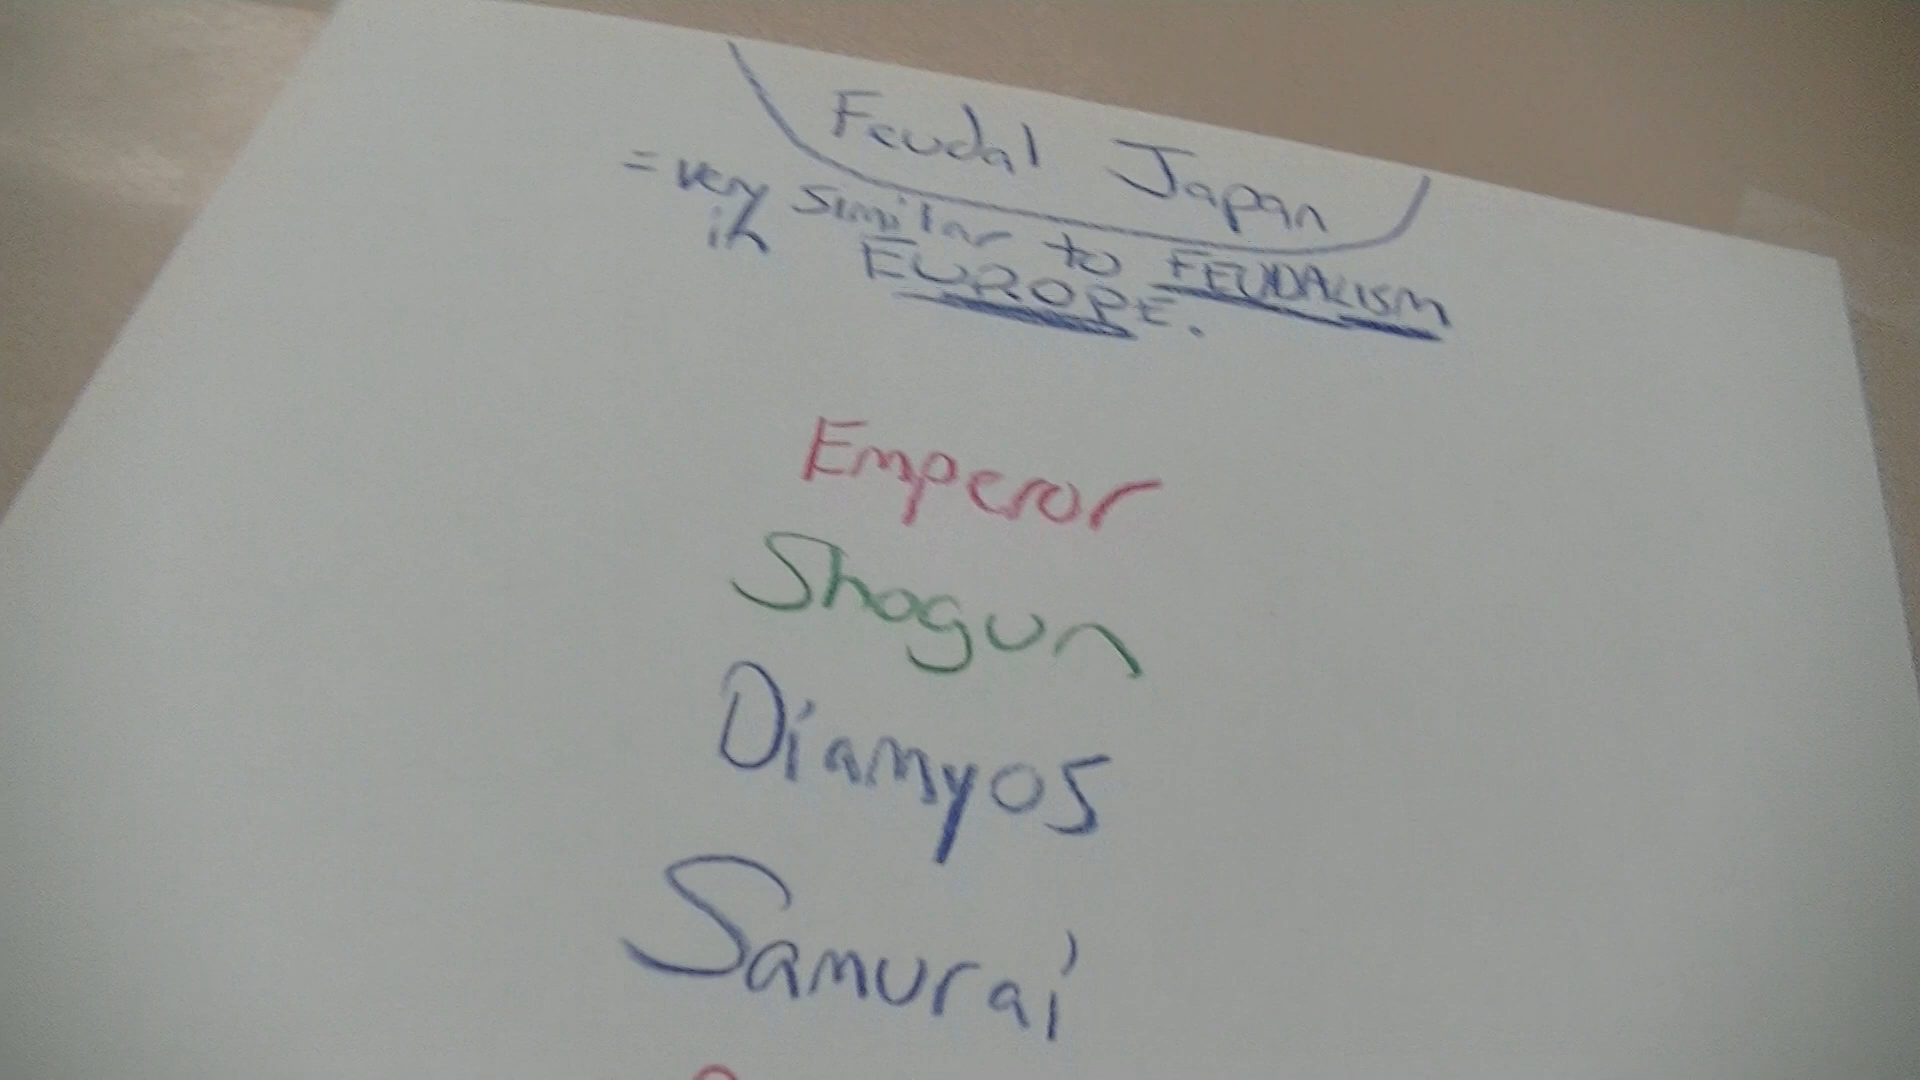 Feudal Japan
= very similar to FEUDALISM
in EUROPE.
Emperor
Shogun
Diamyos
Samurai